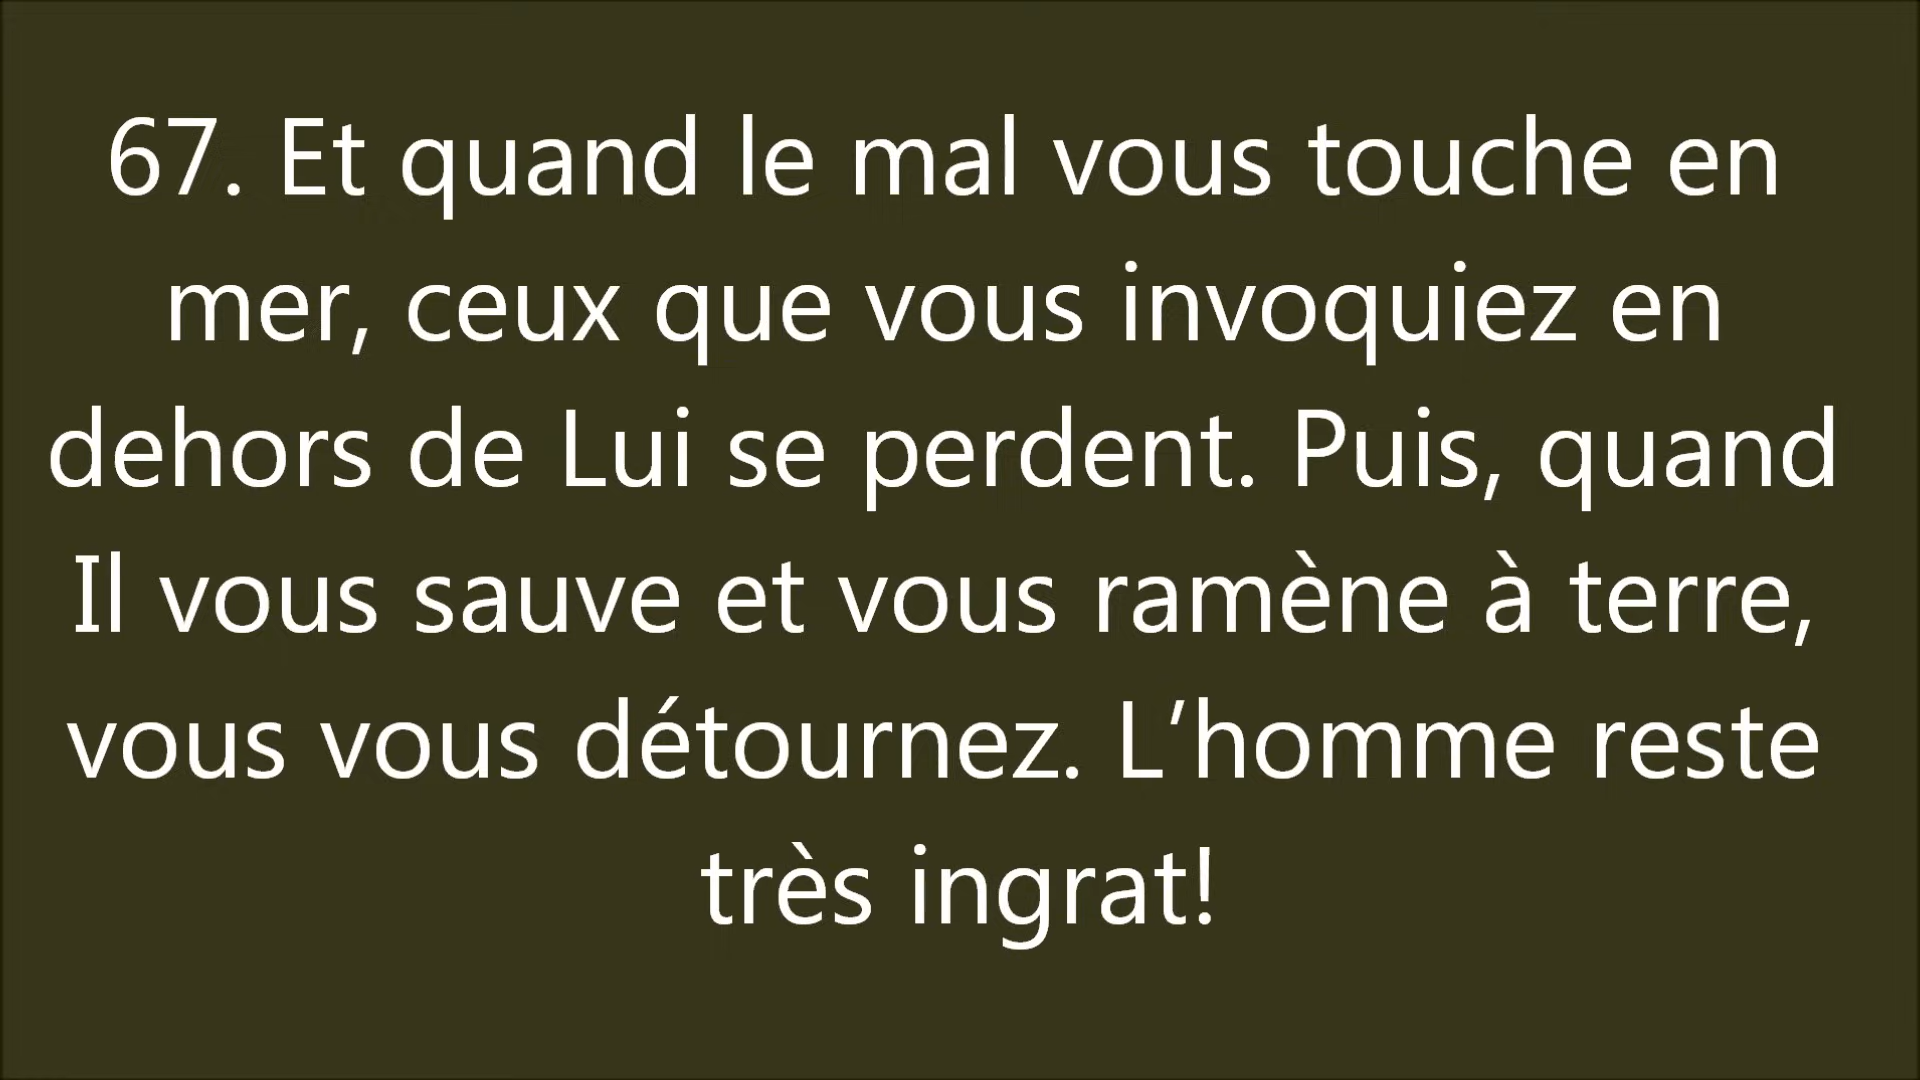 67. Et quand le mal vous touche en
mer, ceux que vous invoquiez en
dehors de Lui se perdent. Puis, quand
Il vous sauve et vous ramène à terre,
vous vous détournez. L’homme reste
très ingrat!